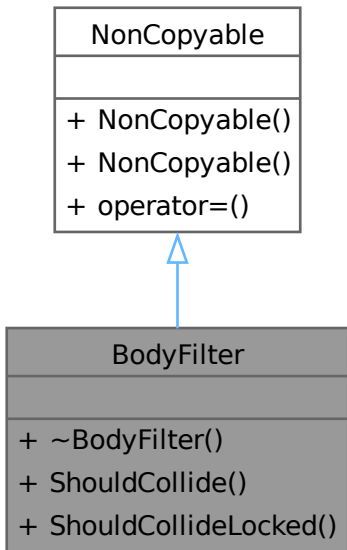 NonCopyable
+ NonCopyable()
+ NonCopyable()
+ operator=()
BodyFilter
+ ~BodyFilter()
+ ShouldCollide()
+ ShouldCollideLocked()